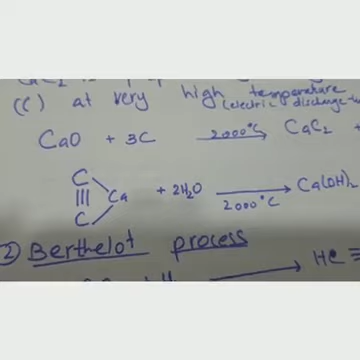 (C) at very high temperature
(electric discharge
CaO + 3C 2000°C CaC2 +
C
||| Ca + 2H2O 2000°C Ca(OH)2
C
2) Berthelot process
HC ≡